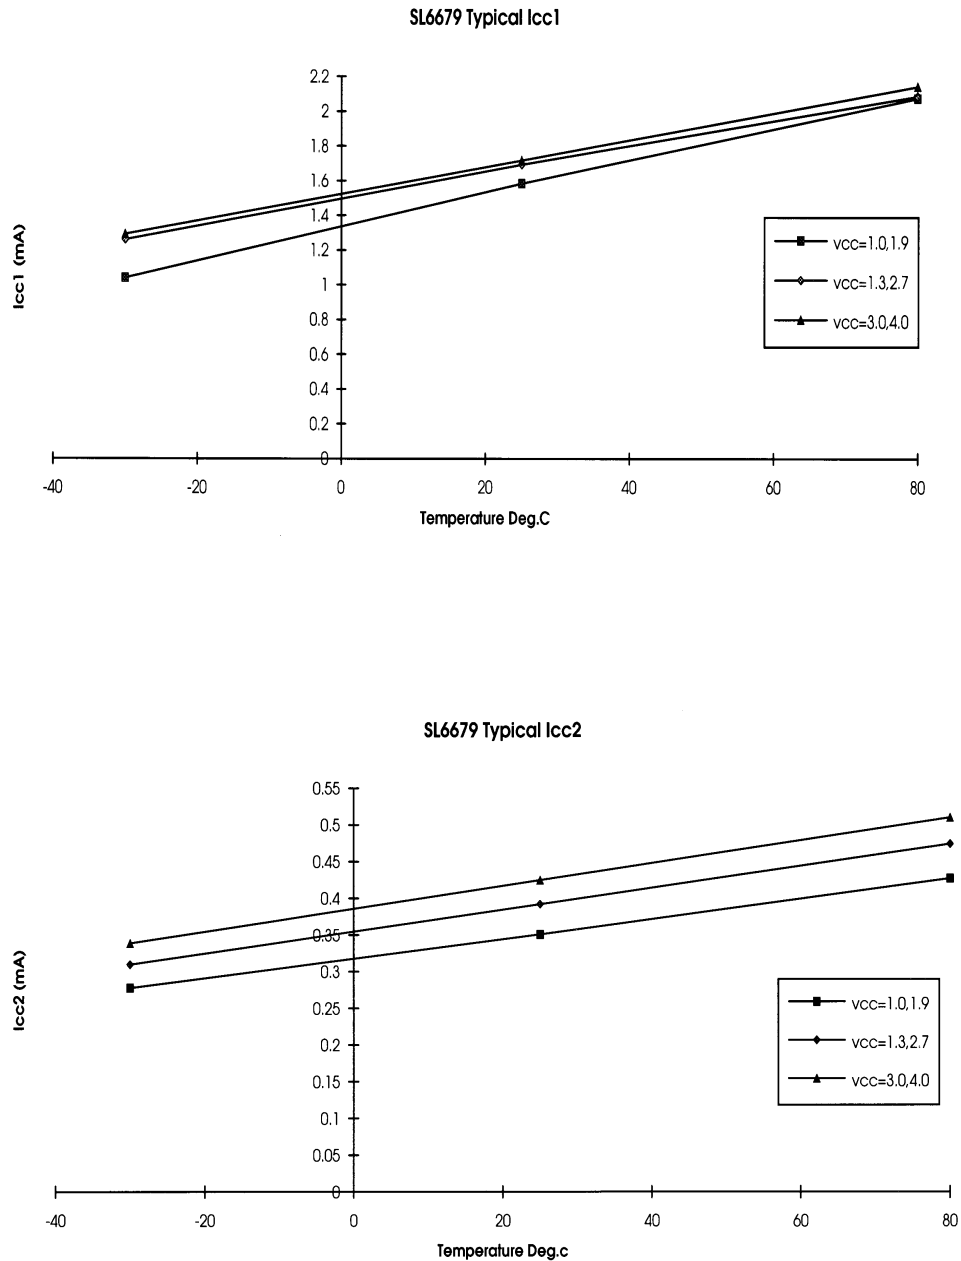 SL6679 Typical Icc1
2.2
2
1.8
1.6
1.4
1.2
1
0.8
0.6
0.4
0.2
0
Icc1 (mA)
VCC=1.0,1.9
VCC=1.3,2.7
VCC=3.0,4.0
-40 -20 0 20 40 60 80
Temperature Deg.C
SL6679 Typical Icc2
0.55
0.5
0.45
0.4
0.35
0.3
0.25
0.2
0.15
0.1
0.05
0
Icc2 (mA)
VCC=1.0,1.9
VCC=1.3,2.7
VCC=3.0,4.0
-40 -20 0 20 40 60 80
Temperature Deg.c